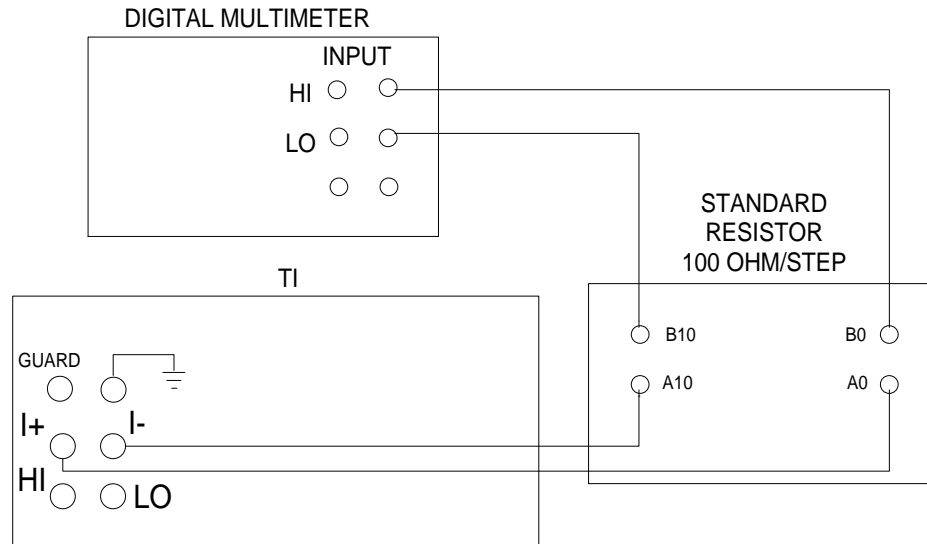 DIGITAL MULTIMETER
INPUT
HI
LO
STANDARD
RESISTOR
100 OHM/STEP
TI
B10
B0
GUARD
A10
A0
I+
I-
HI
LO